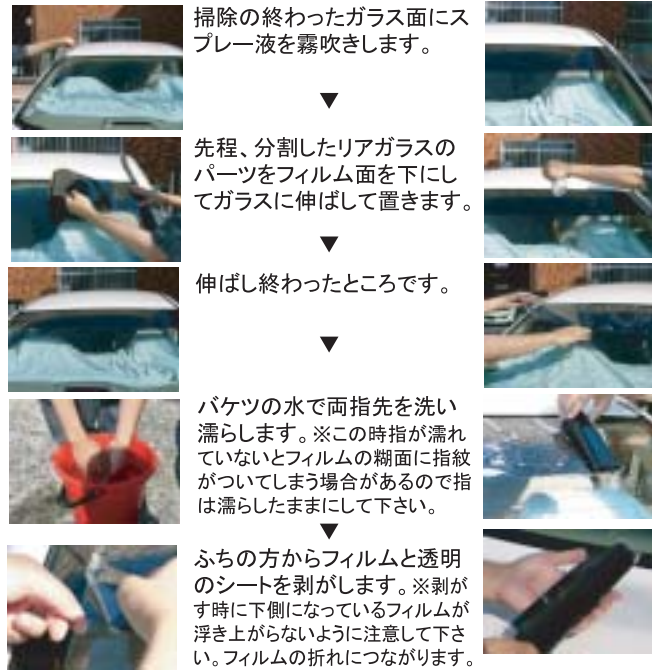 掃除の終わったガラス面にス
プレー液を霧吹きします。
▼
先程、分割したリアガラスの
パーツをフィルム面を下にし
てガラスに伸ばして置きます。
▼
伸ばし終わったところです。
▼
バケツの水で両指先を洗い
濡らします。※この時指が濡れ
ていないとフィルムの糊面に指紋
がついてしまう場合があるので指
は濡らしたままにして下さい。
▼
ふちの方からフィルムと透明
のシートを剥がします。※剥が
す時に下側になっているフィルムが
浮き上がらないように注意して下さ
い。フィルムの折れにつながります。